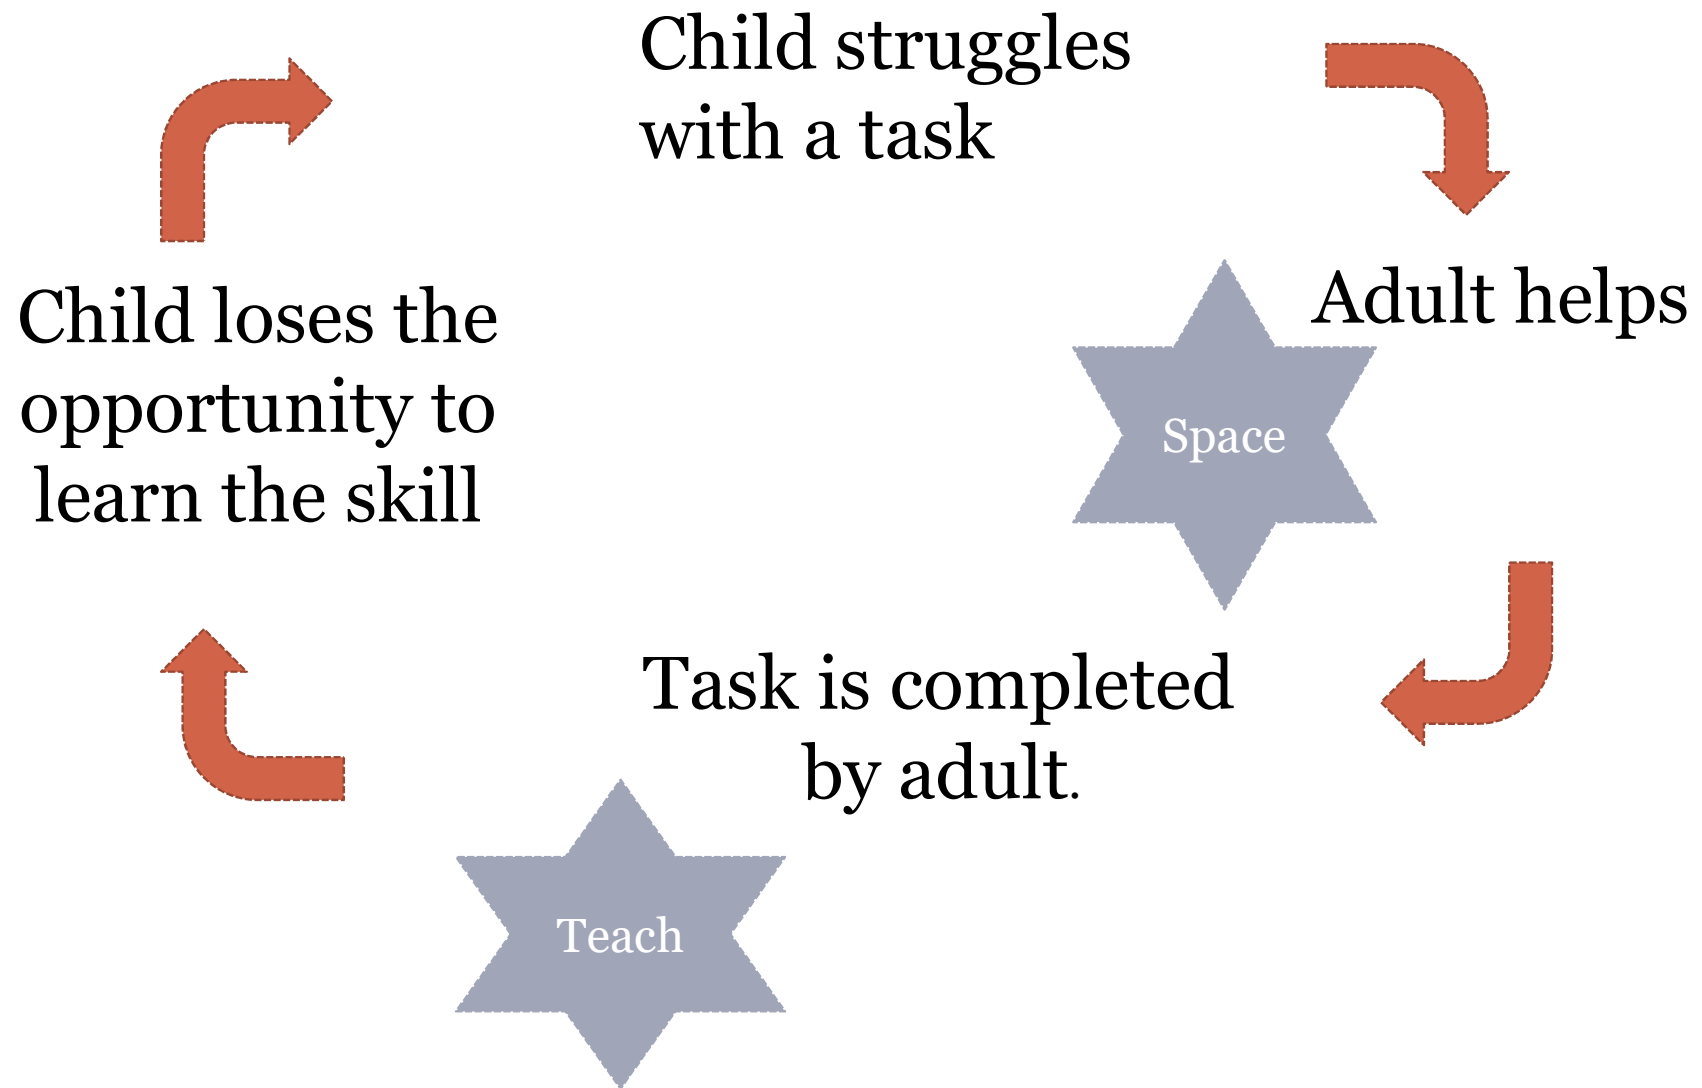 Child struggles
with a task
Adult helps
Space
Task is completed
by adult.
Teach
Child loses the
opportunity to
learn the skill